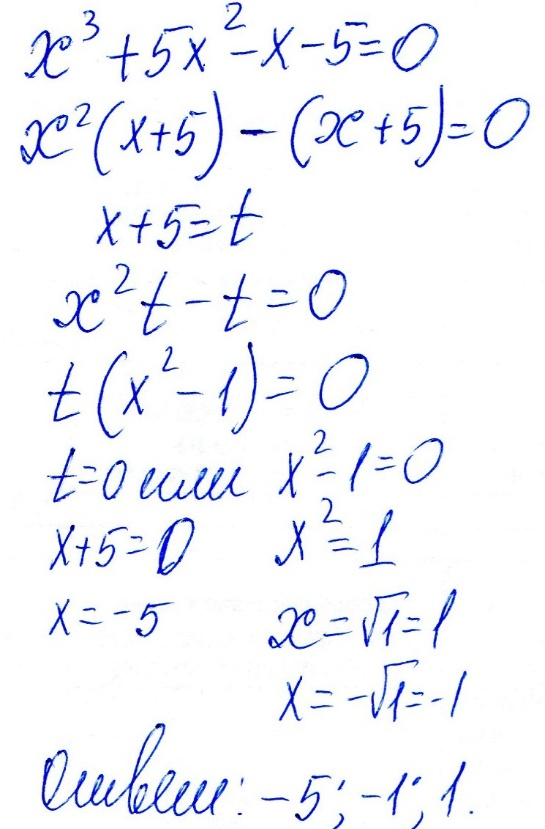 x³ + 5x² - x - 5 = 0
x²(x+5) - (x+5) = 0
x+5 = t
x²t - t = 0
t(x² - 1) = 0
t=0 или x² - 1 = 0
x+5=0 x² = 1
x = -5 x = √1 = 1
x = -√1 = -1
Ответ: -5; -1; 1.